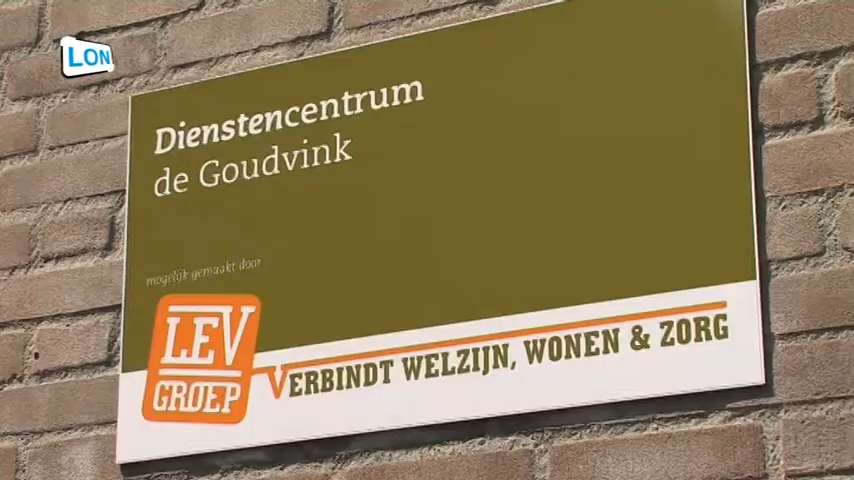 LON
Dienstencentrum
de Goudvink
mogelijk gemaakt door
LEV
GROEP
VERBINDT WELZIJN, WONEN & ZORG